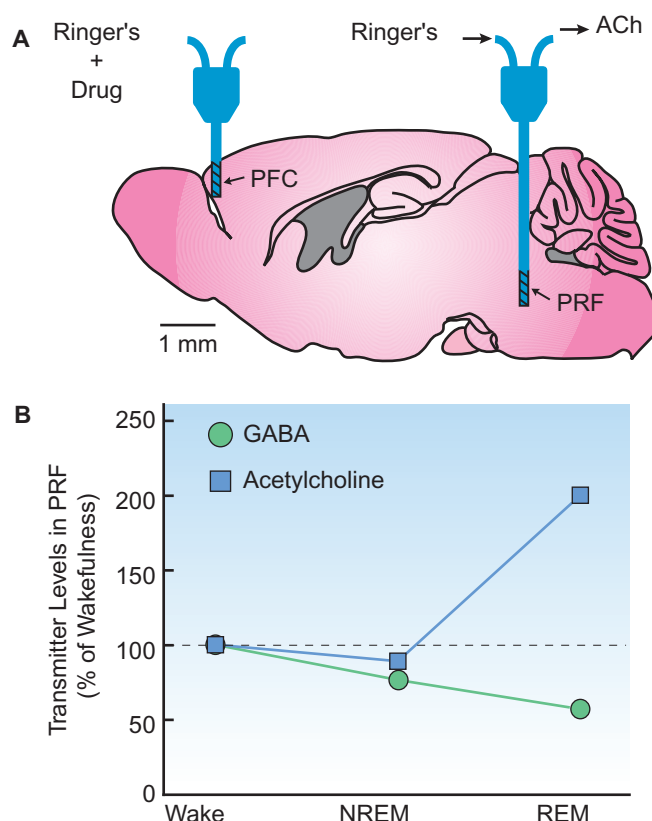 A
Ringer's
+
Drug
Ringer's
ACh
PFC
PRF
1 mm
B
Transmitter Levels in PRF
(% of Wakefulness)
250
200
150
100
50
0
GABA
Acetylcholine
Wake
NREM
REM